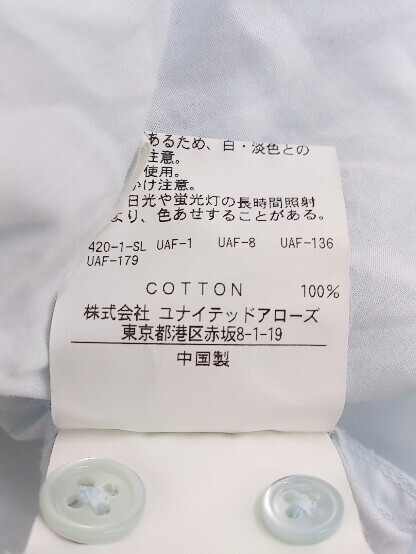 あるため、白・淡色との
注意。
使用。
かけ注意。
日光や蛍光灯の長時間照射
より、色あせすることがある。
420-1-SL UAF-1 UAF-8 UAF-136
UAF-179
COTTON 100%
株式会社 ユナイテッドアローズ
東京都港区赤坂8-1-19
中国製